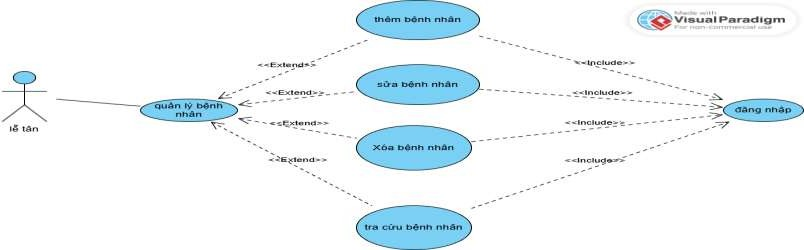 thêm bệnh nhân
Made with
Visual Paradigm
For non-commercial use
<<Extend>>
<<Include>>
sửa bệnh nhân
<<Extend>>
<<Include>>
quản lý bệnh
nhân
đăng nhập
lễ tân
<<Extend>>
<<Include>>
Xóa bệnh nhân
<<Extend>>
<<Include>>
tra cứu bệnh nhân